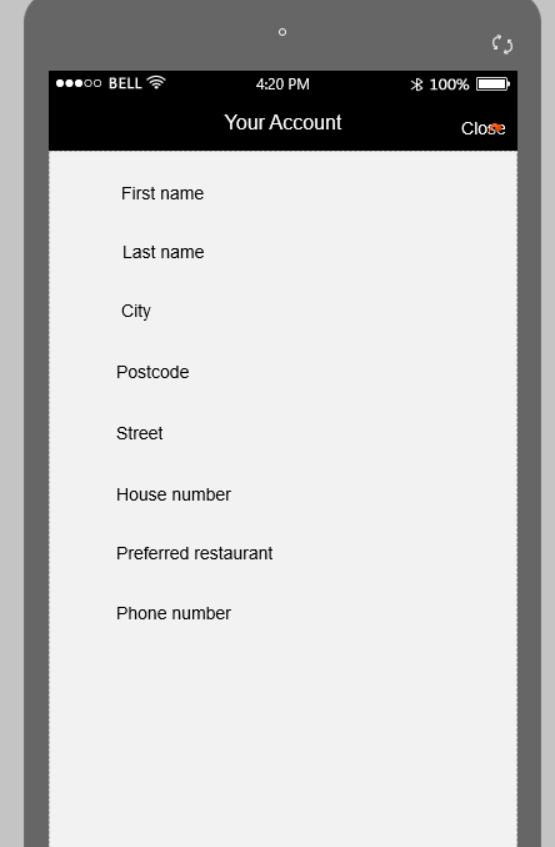 BELL 4:20 PM 100%
Your Account
Close
First name
Last name
City
Postcode
Street
House number
Preferred restaurant
Phone number